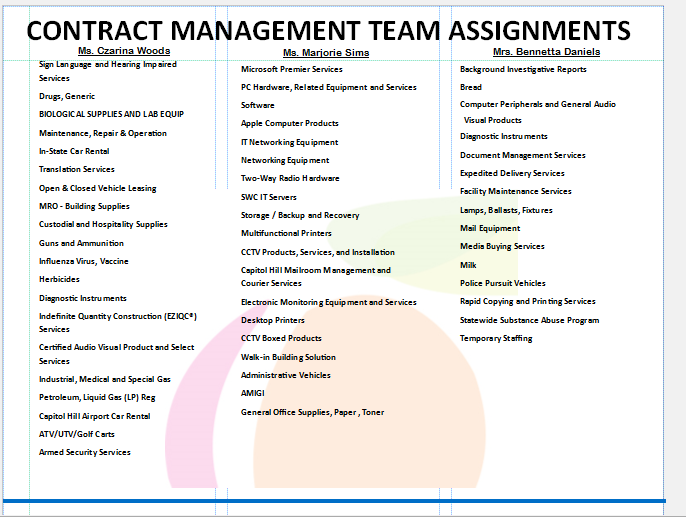 CONTRACT MANAGEMENT TEAM ASSIGNMENTS
Ms. Czarina Woods
Sign Language and Hearing Impaired
Services
Drugs, Generic
BIOLOGICAL SUPPLIES AND LAB EQUIP
Maintenance, Repair & Operation
In-State Car Rental
Translation Services
Open & Closed Vehicle Leasing
MRO - Building Supplies
Custodial and Hospitality Supplies
Guns and Ammunition
Influenza Virus, Vaccine
Herbicides
Diagnostic Instruments
Indefinite Quantity Construction (EZIQC®)
Services
Certified Audio Visual Product and Select
Services
Industrial, Medical and Special Gas
Petroleum, Liquid Gas (LP) Reg
Capitol Hill Airport Car Rental
ATV/UTV/Golf Carts
Armed Security Services
Ms. Marjorie Sims
Microsoft Premier Services
PC Hardware, Related Equipment and Services
Software
Apple Computer Products
IT Networking Equipment
Networking Equipment
Two-Way Radio Hardware
SWC IT Servers
Storage / Backup and Recovery
Multifunctional Printers
CCTV Products, Services, and Installation
Capitol Hill Mailroom Management and
Courier Services
Electronic Monitoring Equipment and Services
Desktop Printers
CCTV Boxed Products
Walk-in Building Solution
Administrative Vehicles
AMIGI
General Office Supplies, Paper , Toner
Mrs. Bennetta Daniels
Background Investigative Reports
Bread
Computer Peripherals and General Audio
Visual Products
Diagnostic Instruments
Document Management Services
Expedited Delivery Services
Facility Maintenance Services
Lamps, Ballasts, Fixtures
Mail Equipment
Media Buying Services
Milk
Police Pursuit Vehicles
Rapid Copying and Printing Services
Statewide Substance Abuse Program
Temporary Staffing